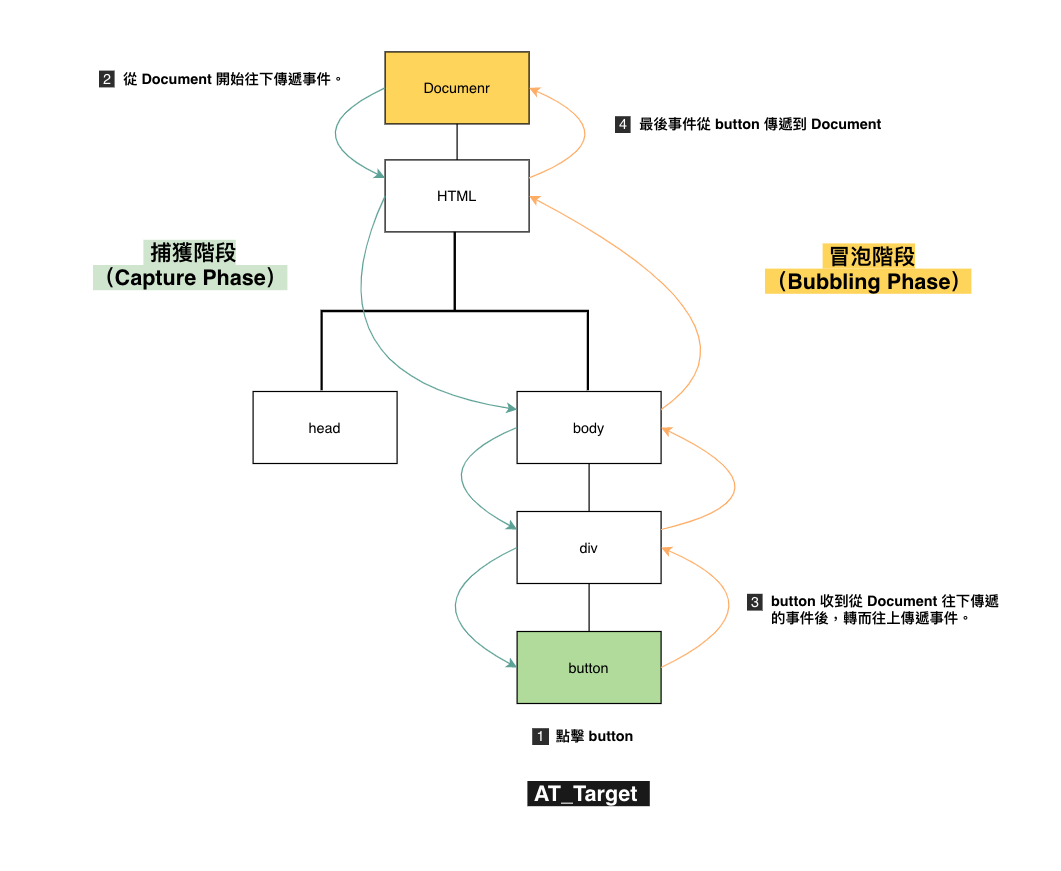 Documenr
2 從 Document 開始往下傳遞事件。
4 最後事件從 button 傳遞到 Document
HTML
捕獲階段
（Capture Phase）
冒泡階段
（Bubbling Phase）
head
body
div
3 button 收到從 Document 往下傳遞
的事件後，轉而往上傳遞事件。
button
1 點擊 button
AT_Target